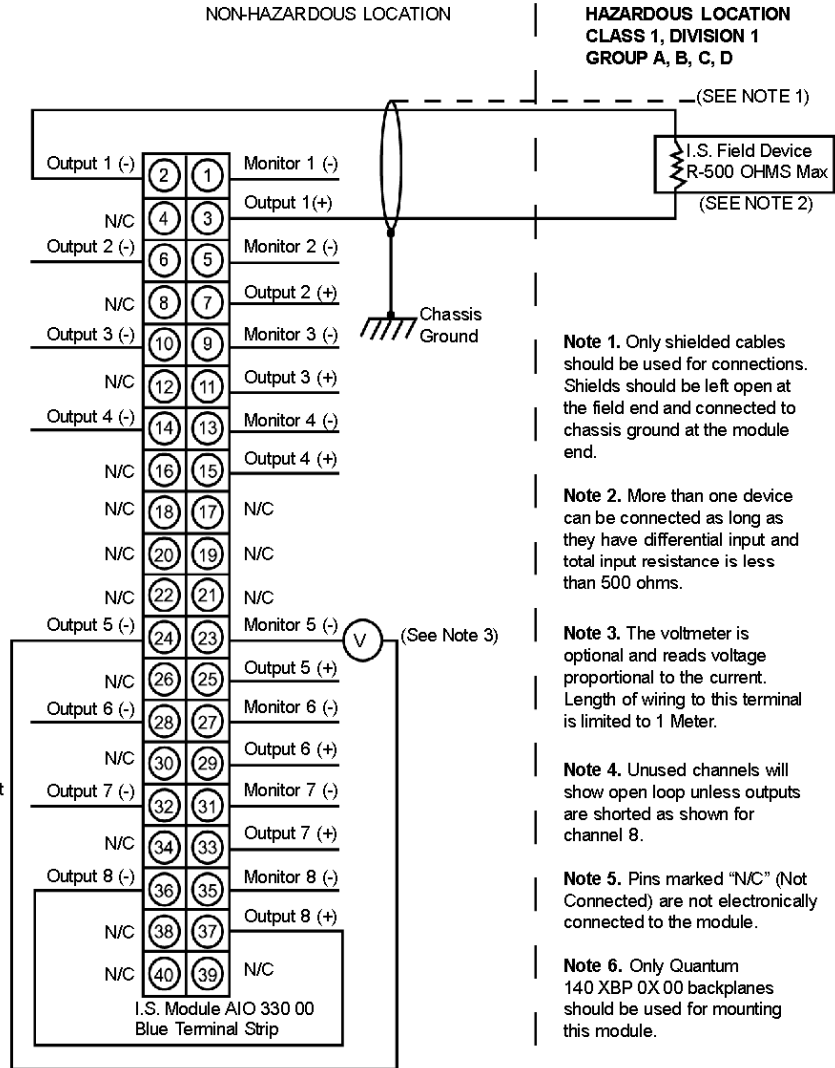 NON-HAZARDOUS LOCATION
HAZARDOUS LOCATION
CLASS 1, DIVISION 1
GROUP A, B, C, D
(SEE NOTE 1)
I.S. Field Device
R-500 OHMS Max
(SEE NOTE 2)
Output 1 (-) 2 1 Monitor 1 (-)
N/C 4 3 Output 1(+)
Output 2 (-) 6 5 Monitor 2 (-)
N/C 8 7 Output 2 (+)
Chassis
Ground
Output 3 (-) 10 9 Monitor 3 (-)
N/C 12 11 Output 3 (+)
Output 4 (-) 14 13 Monitor 4 (-)
N/C 16 15 Output 4 (+)
N/C 18 17 N/C
N/C 20 19 N/C
N/C 22 21 N/C
Output 5 (-) 24 23 Monitor 5 (-) V (See Note 3)
N/C 26 25 Output 5 (+)
Output 6 (-) 28 27 Monitor 6 (-)
N/C 30 29 Output 6 (+)
Output 7 (-) 32 31 Monitor 7 (-)
N/C 34 33 Output 7 (+)
Output 8 (-) 36 35 Monitor 8 (-)
N/C 38 37 Output 8 (+)
N/C 40 39 N/C
I.S. Module AIO 330 00
Blue Terminal Strip
Note 1. Only shielded cables
should be used for connections.
Shields should be left open at
the field end and connected to
chassis ground at the module
end.
Note 2. More than one device
can be connected as long as
they have differential input and
total input resistance is less
than 500 ohms.
Note 3. The voltmeter is
optional and reads voltage
proportional to the current.
Length of wiring to this terminal
is limited to 1 Meter.
Note 4. Unused channels will
show open loop unless outputs
are shorted as shown for
channel 8.
Note 5. Pins marked “N/C” (Not
Connected) are not electronically
connected to the module.
Note 6. Only Quantum
140 XBP 0X 00 backplanes
should be used for mounting
this module.